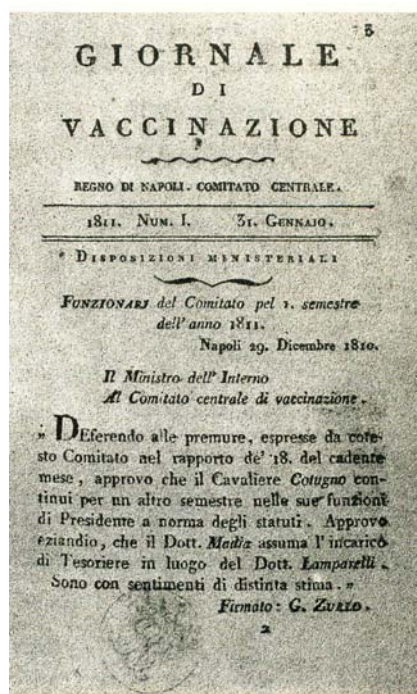 3
GIORNALE
DI
VACCINAZIONE
REGNO DI NAPOLI. COMITATO CENTRALE.
1811. NUM. I. 31. GENNAJO.
DISPOSIZIONI MINISTERIALI
FUNZIONARJ del Comitato pel 1. semestre
dell'anno 1811.
Napoli 29. Dicembre 1810.
Il Ministro dell'Interno
Al Comitato centrale di vaccinazione.
„ DEferendo alle premure, espresse da cote-
sto Comitato nel rapporto de' 18. del cadente
mese, approvo che il Cavaliere Cotugno con-
tinui per un altro semestre nelle sue funzioni
di Presidente a norma degli statuti. Approvo
eziandio, che il Dott. Madia assuma l'incarico
di Tesoriere in luogo del Dott. Lamparelli.
Sono con sentimenti di distinta stima. „
Firmato: G. ZURLO.
2